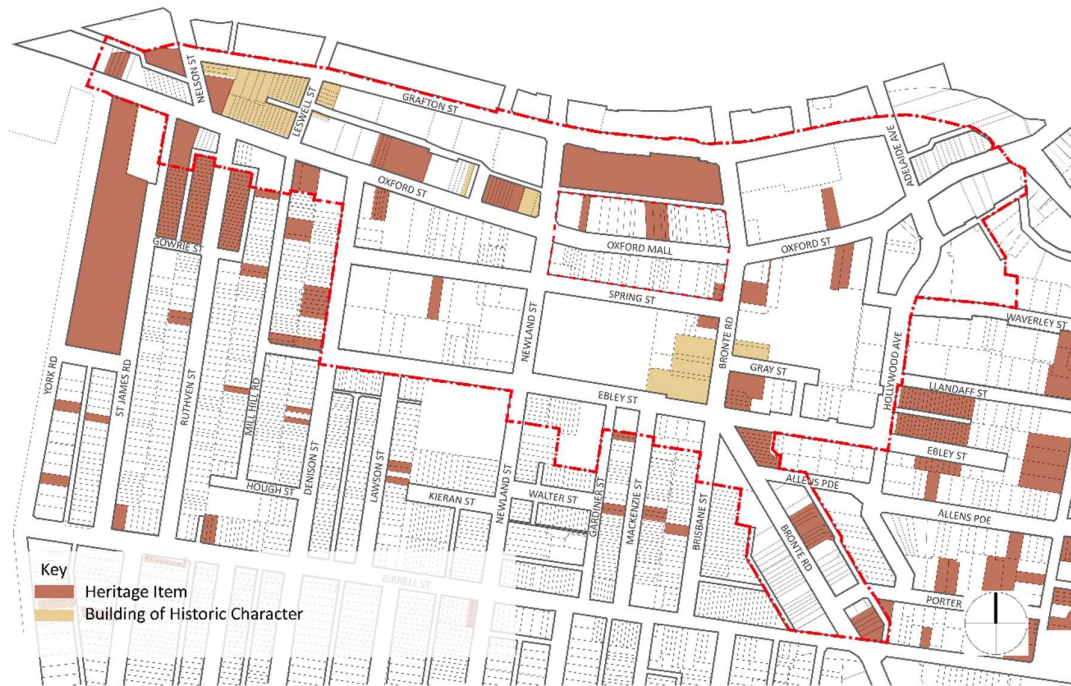 NELSON ST
LESWELL ST
GRAFTON ST
ADELAIDE AVE
OXFORD ST
OXFORD MALL
OXFORD ST
GOWRIE ST
SPRING ST
WAVERLEY ST
NEWLAND ST
BRONTE RD
GRAY ST
HOLLYWOOD AVE
LLANDAFF ST
YORK RD
ST JAMES RD
RUTHVEN ST
MILL HILL RD
EBLEY ST
EBLEY ST
DENISON ST
LAWSON ST
HOUGH ST
KIERAN ST
NEWLAND ST
WALTER ST
GARDINER ST
MACKENZIE ST
BRISBANE ST
ALLENS PDE
ALLENS PDE
BRONTE RD
BIRRELL ST
PORTER
Key
Heritage Item
Building of Historic Character